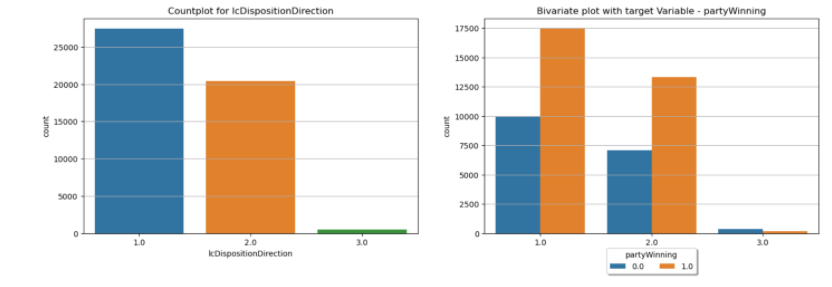 Countplot for lcDispositionDirection
25000
20000
15000
10000
5000
0
count
1.0 2.0 3.0
lcDispositionDirection
Bivariate plot with target Variable - partyWinning
17500
15000
12500
10000
7500
5000
2500
0
count
1.0 2.0 3.0
partyWinning
0.0 1.0